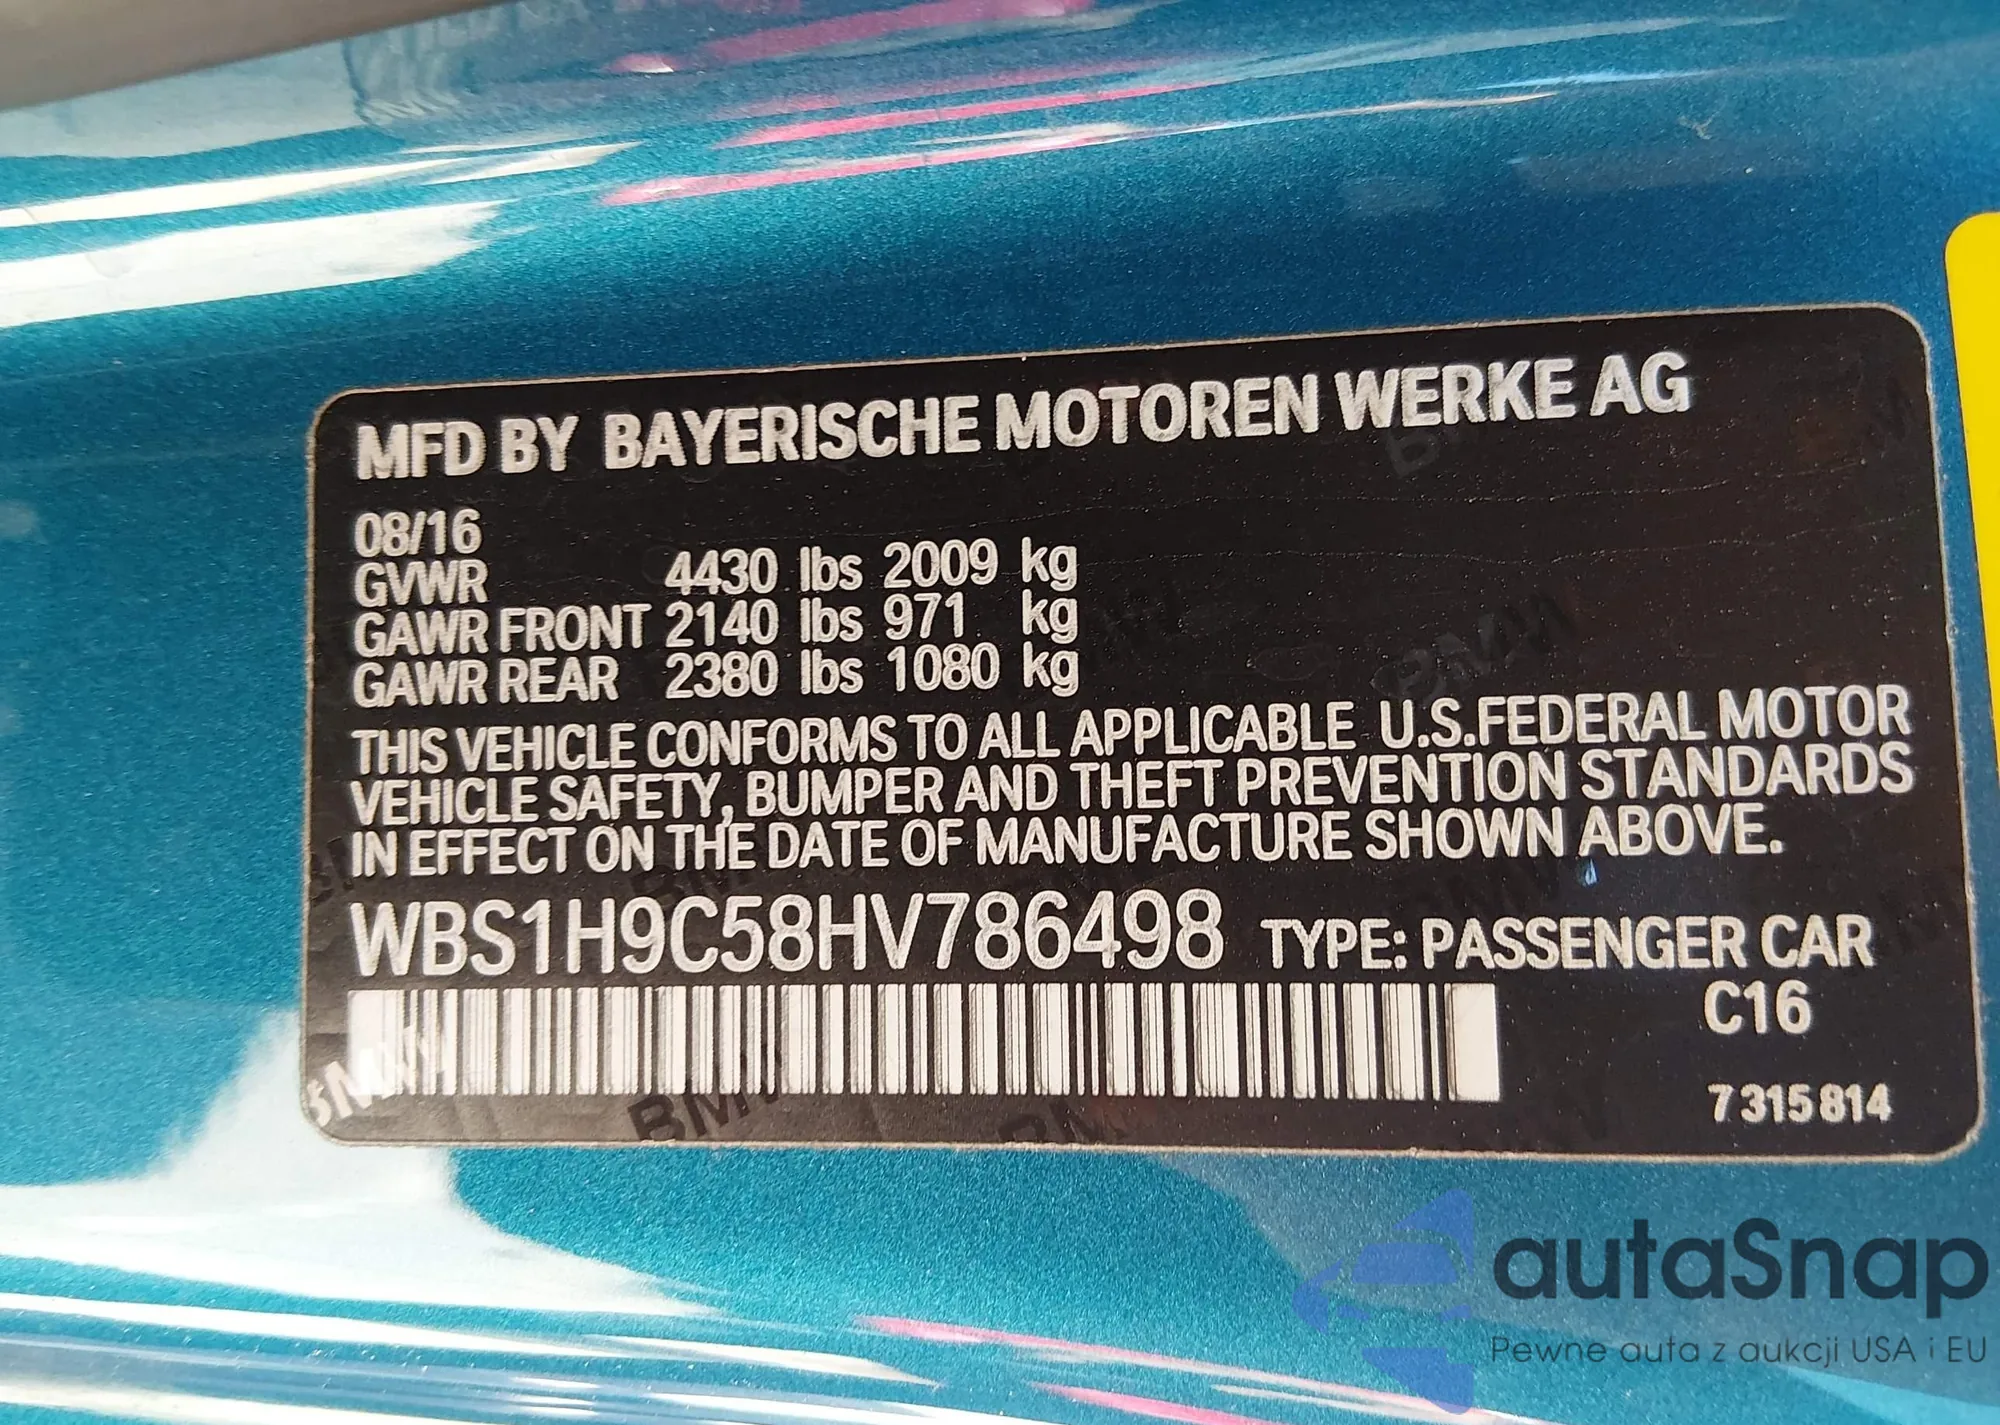 MFD BY BAYERISCHE MOTOREN WERKE AG
08/16
GVWR 4430 lbs 2009 kg
GAWR FRONT 2140 lbs 971 kg
GAWR REAR 2380 lbs 1080 kg
THIS VEHICLE CONFORMS TO ALL APPLICABLE U.S.FEDERAL MOTOR
VEHICLE SAFETY, BUMPER AND THEFT PREVENTION STANDARDS
IN EFFECT ON THE DATE OF MANUFACTURE SHOWN ABOVE.
WBS1H9C58HV786498 TYPE: PASSENGER CAR
C16
7 315 814
autaSnap
Pewne auta z aukcji USA i EU